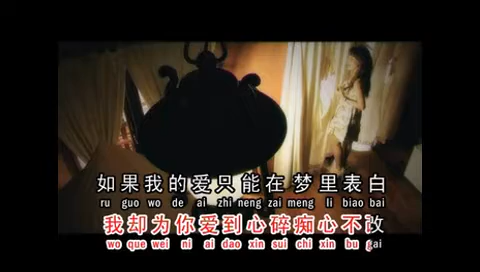 如果我的爱只能在梦里表白
ru guo wo de ai zhi neng zai meng li biao bai
我却为你爱到心碎痴心不改
wo que wei ni ai dao xin sui chi xin bu gai